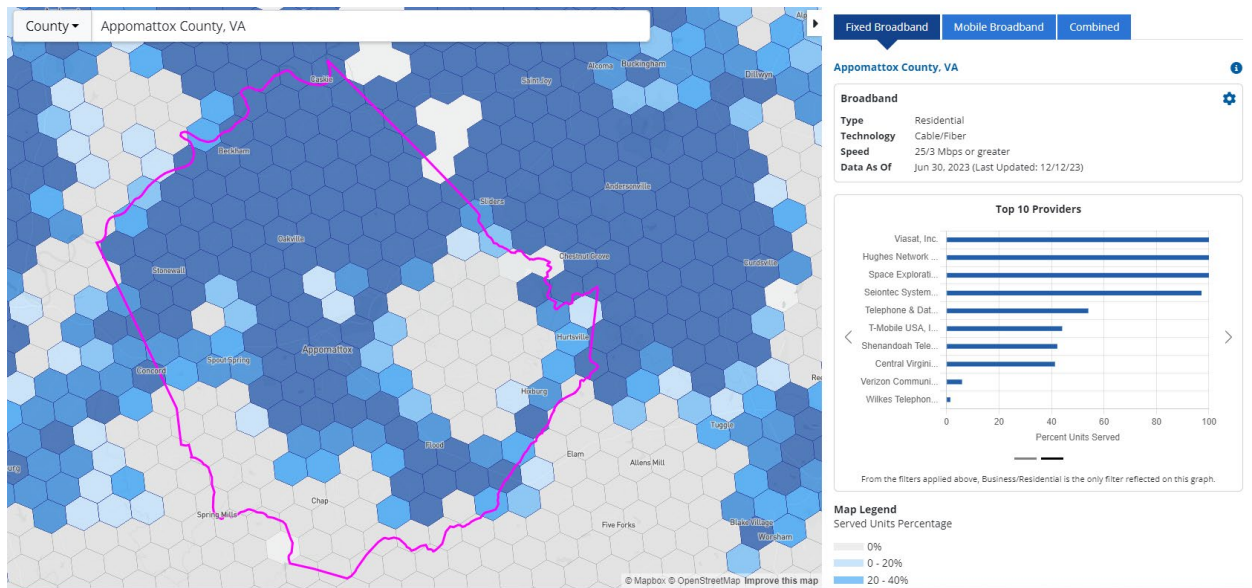 County
Appomattox County, VA
Alcoma
Buckingham
Saint Joy
Dillwyn
Caskie
Beckham
Andersonville
Sliders
Oakville
Chestnut Grove
Stonewall
Hurtsville
Appomattox
Spout Spring
Concord
Hixburg
Tuggle
Flood
Elam
Allens Mill
Chap
Spring Mills
Five Forks
Blake Village
Worsham
© Mapbox © OpenStreetMap Improve this map
Fixed Broadband
Mobile Broadband
Combined
Appomattox County, VA
Broadband
Type Residential
Technology Cable/Fiber
Speed 25/3 Mbps or greater
Data As Of Jun 30, 2023 (Last Updated: 12/12/23)
Top 10 Providers
Viasat, Inc.
Hughes Network ...
Space Explorati...
Seiontec System...
Telephone & Dat...
T-Mobile USA, I...
Shenandoah Tele...
Central Virgini...
Verizon Communi...
Wilkes Telephon...
0 20 40 60 80 100
Percent Units Served
From the filters applied above, Business/Residential is the only filter reflected on this graph.
Map Legend
Served Units Percentage
0%
0 - 20%
20 - 40%